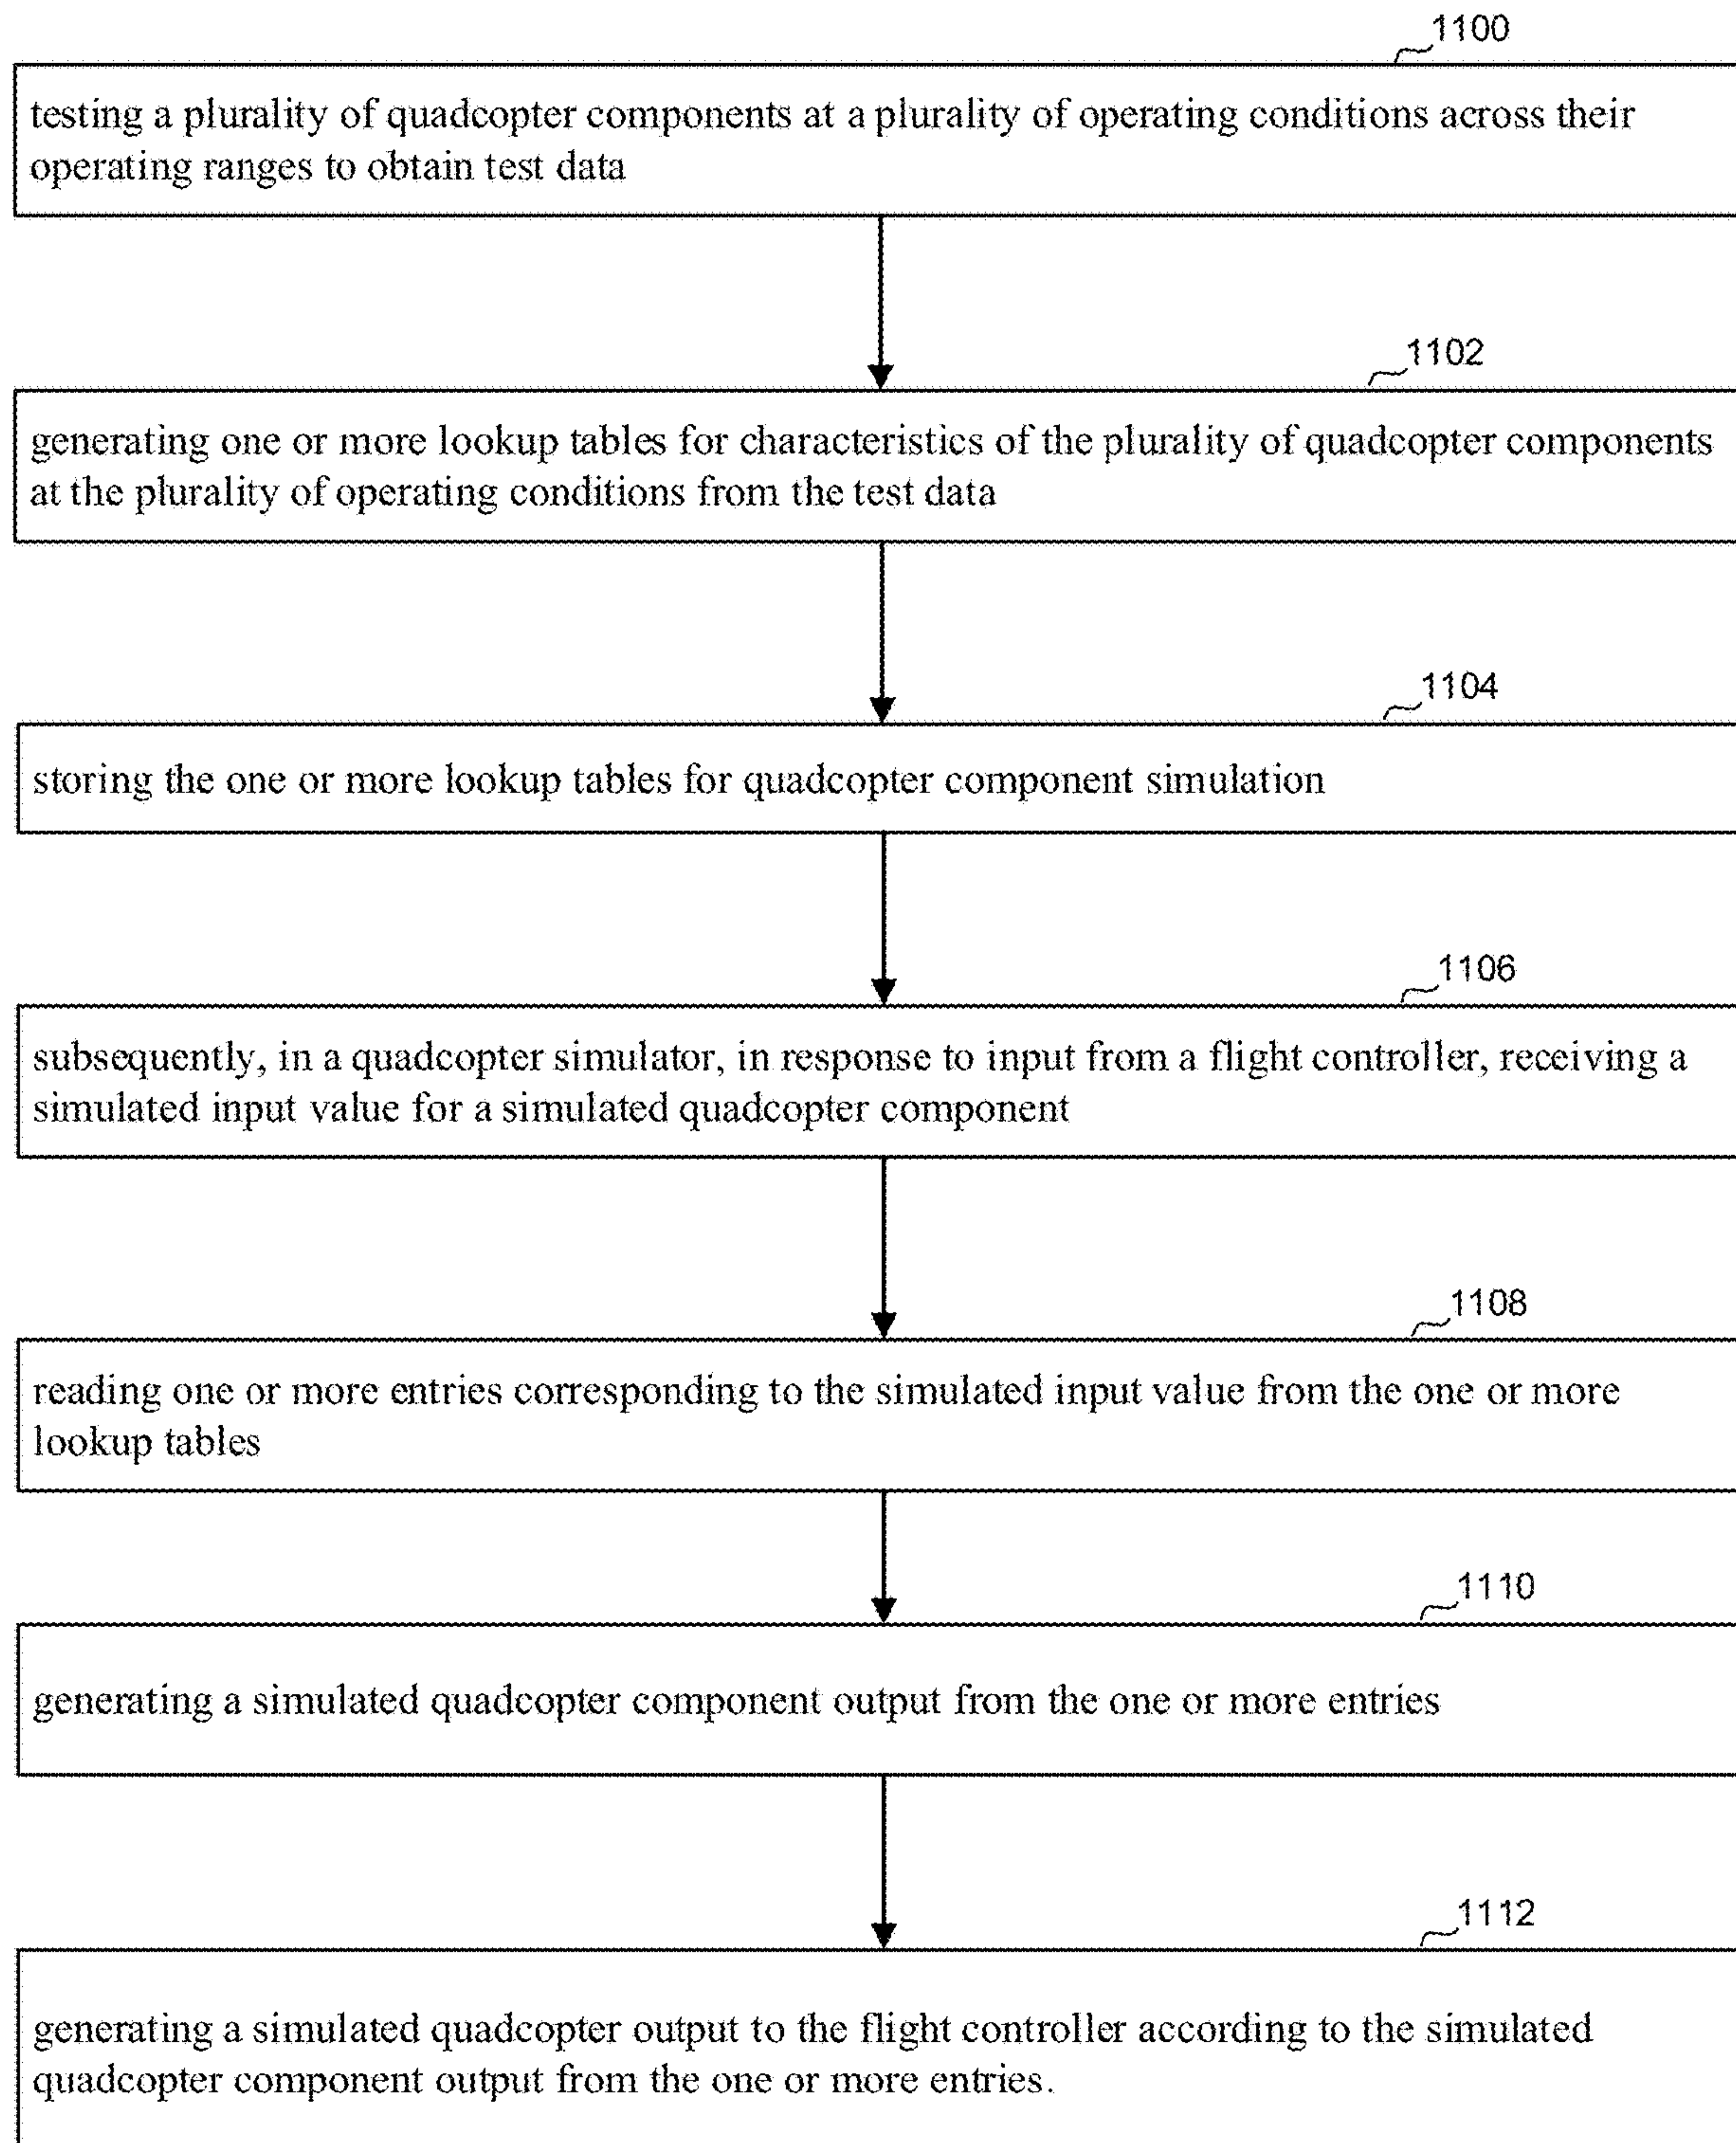 1100
testing a plurality of quadcopter components at a plurality of operating conditions across their
operating ranges to obtain test data
1102
generating one or more lookup tables for characteristics of the plurality of quadcopter components
at the plurality of operating conditions from the test data
1104
storing the one or more lookup tables for quadcopter component simulation
1106
subsequently, in a quadcopter simulator, in response to input from a flight controller, receiving a
simulated input value for a simulated quadcopter component
1108
reading one or more entries corresponding to the simulated input value from the one or more
lookup tables
1110
generating a simulated quadcopter component output from the one or more entries
1112
generating a simulated quadcopter output to the flight controller according to the simulated
quadcopter component output from the one or more entries.